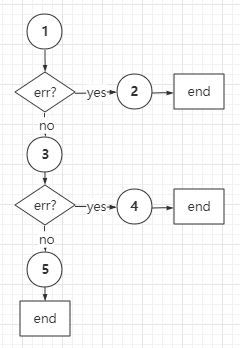 1
err? yes 2 end
no
3
err? yes 4 end
no
5
end